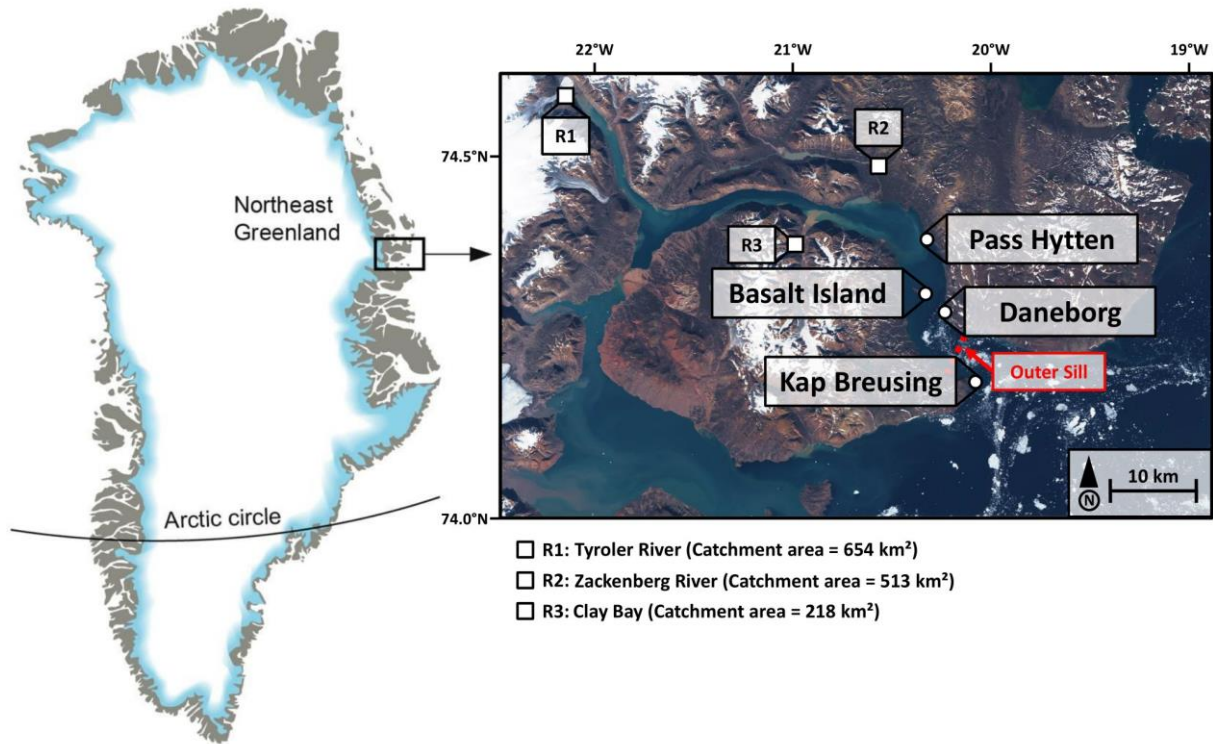 Northeast
Greenland
Arctic circle
22°W
21°W
20°W
19°W
74.5°N
74.0°N
R1
R2
R3
Pass Hytten
Basalt Island
Daneborg
Outer Sill
Kap Breusing
N
10 km
R1: Tyroler River (Catchment area = 654 km²)
R2: Zackenberg River (Catchment area = 513 km²)
R3: Clay Bay (Catchment area = 218 km²)